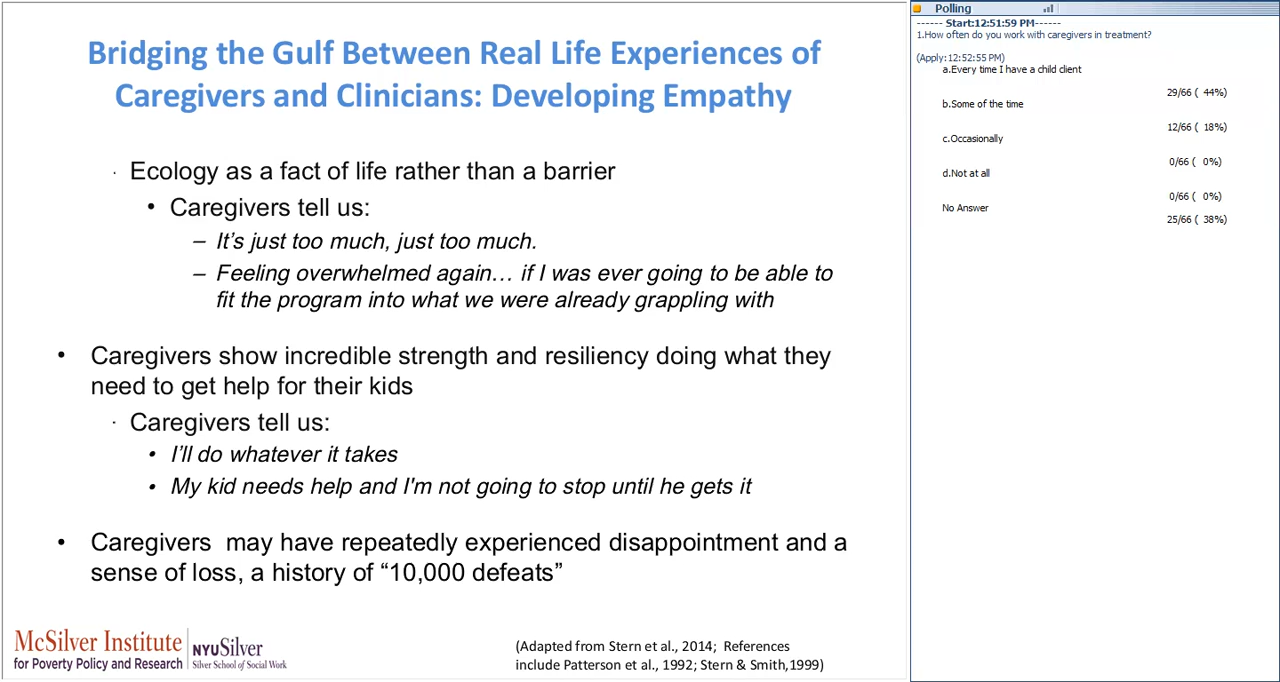 Bridging the Gulf Between Real Life Experiences of
Caregivers and Clinicians: Developing Empathy
· Ecology as a fact of life rather than a barrier
• Caregivers tell us:
– It’s just too much, just too much.
– Feeling overwhelmed again… if I was ever going to be able to
fit the program into what we were already grappling with
• Caregivers show incredible strength and resiliency doing what they
need to get help for their kids
· Caregivers tell us:
• I’ll do whatever it takes
• My kid needs help and I'm not going to stop until he gets it
• Caregivers  may have repeatedly experienced disappointment and a
sense of loss, a history of “10,000 defeats”
McSilver Institute
for Poverty Policy and Research
NYUSilver
Silver School of Social Work
(Adapted from Stern et al., 2014;  References
include Patterson et al., 1992; Stern & Smith,1999)
Polling
------ Start:12:51:59 PM------
1.How often do you work with caregivers in treatment?
(Apply:12:52:55 PM)
a.Every time I have a child client
29/66 (  44%)
b.Some of the time
12/66 (  18%)
c.Occasionally
0/66 (   0%)
d.Not at all
0/66 (   0%)
No Answer
25/66 (  38%)